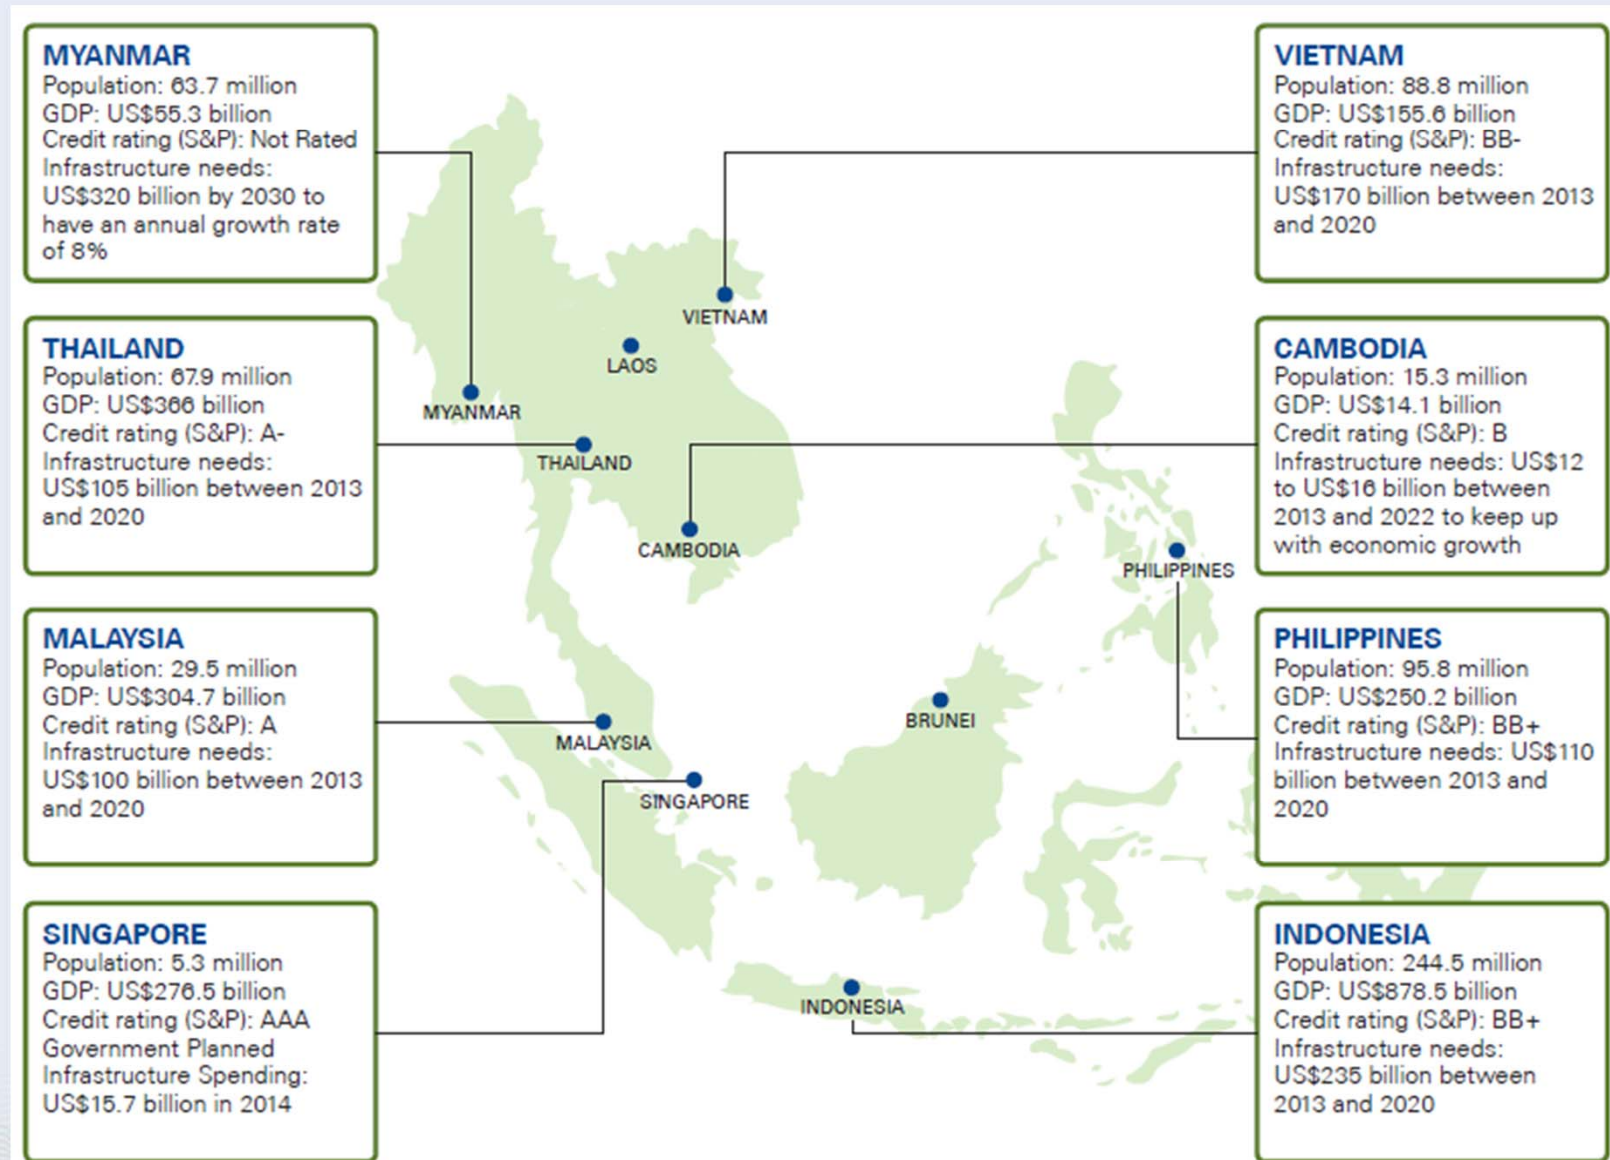 MYANMAR
Population: 63.7 million
GDP: US$55.3 billion
Credit rating (S&P): Not Rated
Infrastructure needs:
US$320 billion by 2030 to
have an annual growth rate
of 8%
THAILAND
Population: 67.9 million
GDP: US$366 billion
Credit rating (S&P): A-
Infrastructure needs:
US$105 billion between 2013
and 2020
MALAYSIA
Population: 29.5 million
GDP: US$304.7 billion
Credit rating (S&P): A
Infrastructure needs:
US$100 billion between 2013
and 2020
SINGAPORE
Population: 5.3 million
GDP: US$276.5 billion
Credit rating (S&P): AAA
Government Planned
Infrastructure Spending:
US$15.7 billion in 2014
VIETNAM
LAOS
MYANMAR
THAILAND
CAMBODIA
PHILIPPINES
BRUNEI
MALAYSIA
SINGAPORE
INDONESIA
VIETNAM
Population: 88.8 million
GDP: US$155.6 billion
Credit rating (S&P): BB-
Infrastructure needs:
US$170 billion between 2013
and 2020
CAMBODIA
Population: 15.3 million
GDP: US$14.1 billion
Credit rating (S&P): B
Infrastructure needs: US$12
to US$16 billion between
2013 and 2022 to keep up
with economic growth
PHILIPPINES
Population: 95.8 million
GDP: US$250.2 billion
Credit rating (S&P): BB+
Infrastructure needs: US$110
billion between 2013 and
2020
INDONESIA
Population: 244.5 million
GDP: US$878.5 billion
Credit rating (S&P): BB+
Infrastructure needs:
US$235 billion between
2013 and 2020